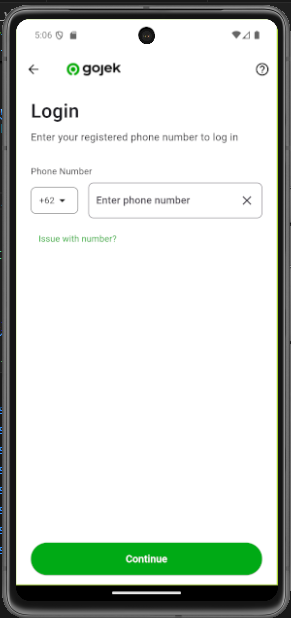 5:06
gojek
Login
Enter your registered phone number to log in
Phone Number
+62 Enter phone number
Issue with number?
Continue